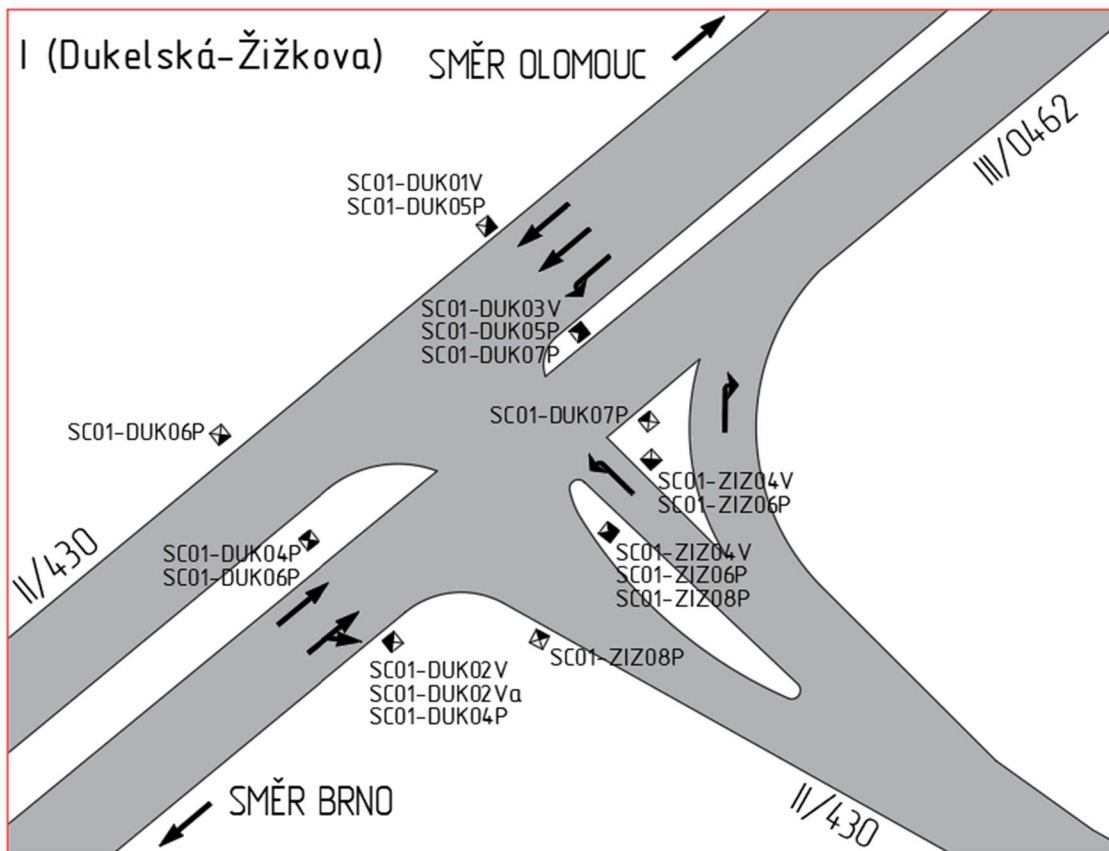 I (Dukelská-Žižkova)
SMĚR OLOMOUC
III/0462
SC01-DUK01V
SC01-DUK05P
SC01-DUK03V
SC01-DUK05P
SC01-DUK07P
SC01-DUK07P
SC01-DUK06P
SC01-ZIZ04V
SC01-ZIZ06P
II/430
SC01-DUK04P
SC01-DUK06P
SC01-ZIZ04V
SC01-ZIZ06P
SC01-ZIZ08P
SC01-ZIZ08P
SC01-DUK02V
SC01-DUK02Va
SC01-DUK04P
SMĚR BRNO
II/430